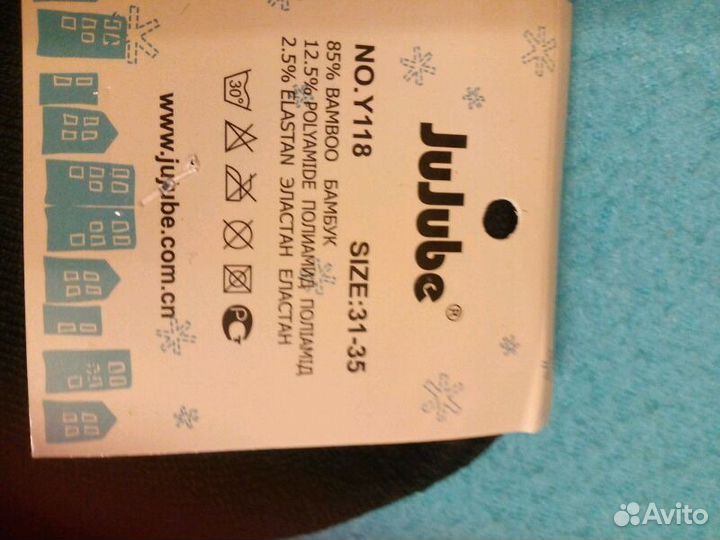 JuJube®
NO.Y118 SIZE:31-35
85% BAMBOO БАМБУК
12.5% POLYAMIDE ПОЛИАМИД ПОЛІАМІД
2.5% ELASTAN ЭЛАСТАН ЕЛАСТАН
30°
РС
www.jujube.com.cn
Avito